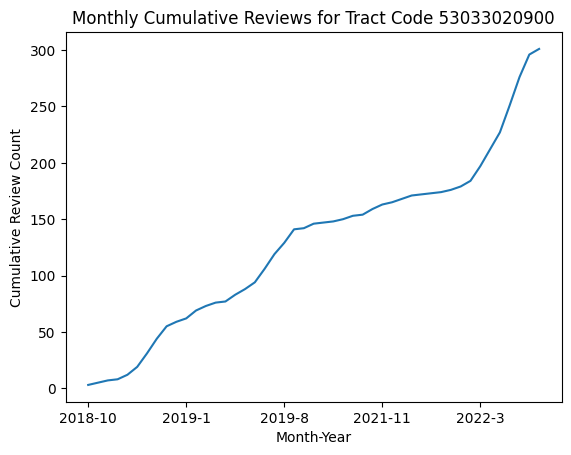 Monthly Cumulative Reviews for Tract Code 53033020900
300
250
200
150
100
50
0
Cumulative Review Count
2018-10 2019-1 2019-8 2021-11 2022-3
Month-Year